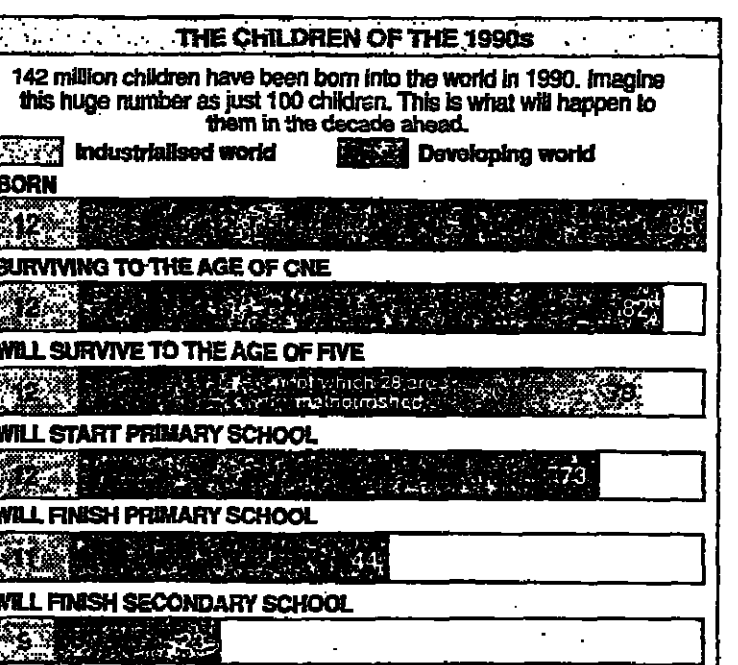 THE CHILDREN OF THE 1990s
142 million children have been born into the world in 1990. Imagine
this huge number as just 100 children. This is what will happen to
them in the decade ahead.
Industrialised world Developing world
BORN
12 88
SURVIVING TO THE AGE OF ONE
12 82
WILL SURVIVE TO THE AGE OF FIVE
12 of which 28 are 78
malnourished
WILL START PRIMARY SCHOOL
12 73
WILL FINISH PRIMARY SCHOOL
11 44
WILL FINISH SECONDARY SCHOOL